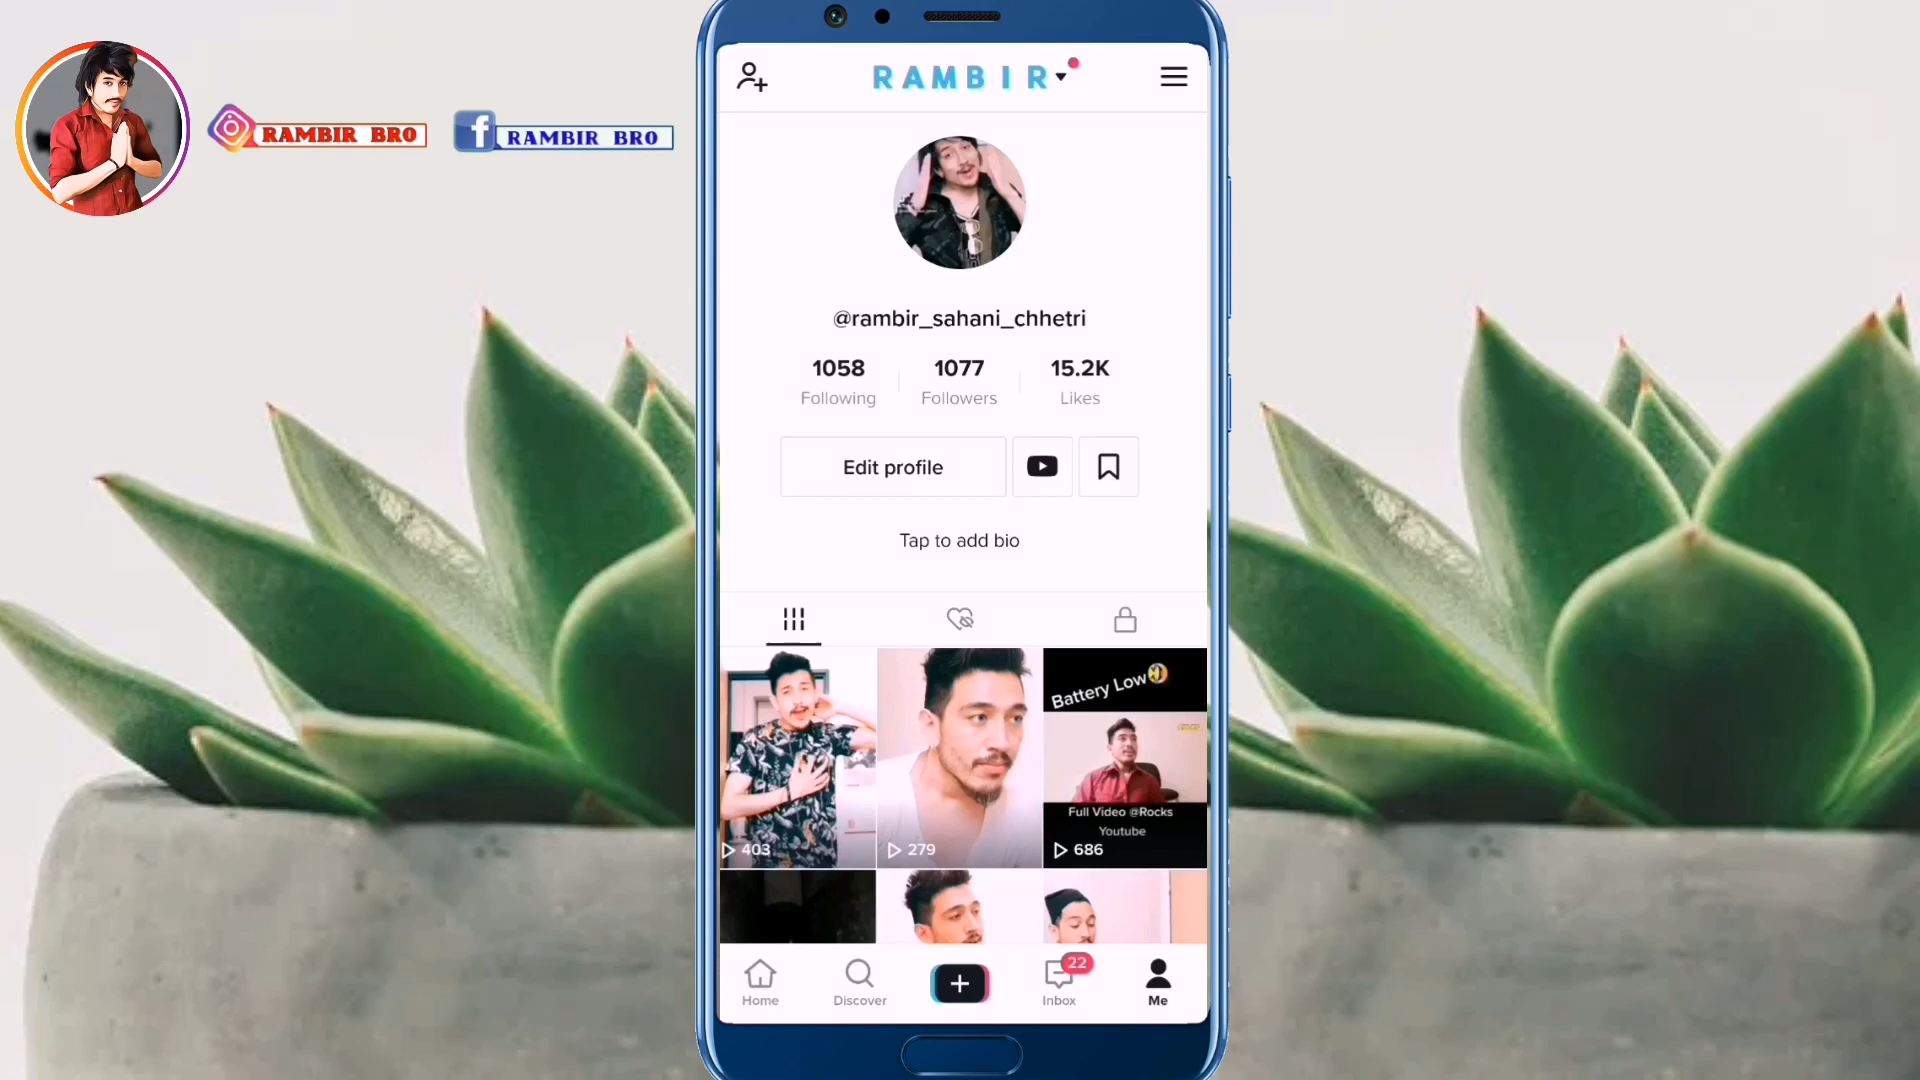 RAMBIR BRO
RAMBIR BRO
RAMBIR
@rambir_sahani_chhetri
1058 1077 15.2K
Following Followers Likes
Edit profile
Tap to add bio
Battery Low
Full Video @Rocks
Youtube
403 279 686
22
Home Discover Inbox Me